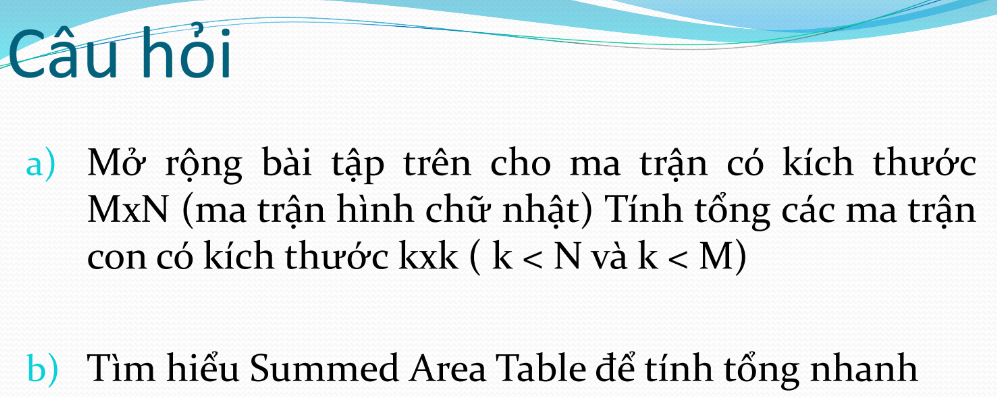 Câu hỏi
a) Mở rộng bài tập trên cho ma trận có kích thước
MxN (ma trận hình chữ nhật) Tính tổng các ma trận
con có kích thước kxk ( k < N và k < M)
b) Tìm hiểu Summed Area Table để tính tổng nhanh